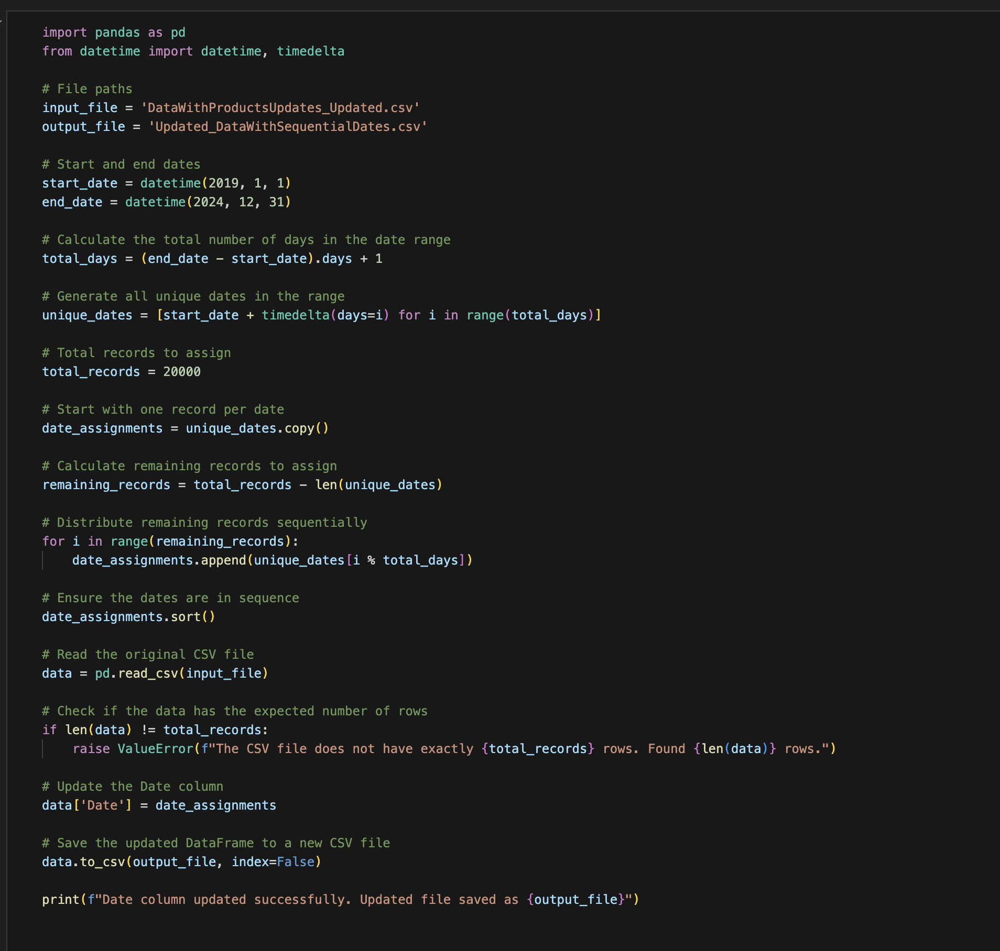 import pandas as pd
from datetime import datetime, timedelta
# File paths
input_file = 'DataWithProductsUpdates_Updated.csv'
output_file = 'Updated_DataWithSequentialDates.csv'
# Start and end dates
start_date = datetime(2019, 1, 1)
end_date = datetime(2024, 12, 31)
# Calculate the total number of days in the date range
total_days = (end_date - start_date).days + 1
# Generate all unique dates in the range
unique_dates = [start_date + timedelta(days=i) for i in range(total_days)]
# Total records to assign
total_records = 20000
# Start with one record per date
date_assignments = unique_dates.copy()
# Calculate remaining records to assign
remaining_records = total_records - len(unique_dates)
# Distribute remaining records sequentially
for i in range(remaining_records):
    date_assignments.append(unique_dates[i % total_days])
# Ensure the dates are in sequence
date_assignments.sort()
# Read the original CSV file
data = pd.read_csv(input_file)
# Check if the data has the expected number of rows
if len(data) != total_records:
    raise ValueError(f"The CSV file does not have exactly {total_records} rows. Found {len(data)} rows.")
# Update the Date column
data['Date'] = date_assignments
# Save the updated DataFrame to a new CSV file
data.to_csv(output_file, index=False)
print(f"Date column updated successfully. Updated file saved as {output_file}")